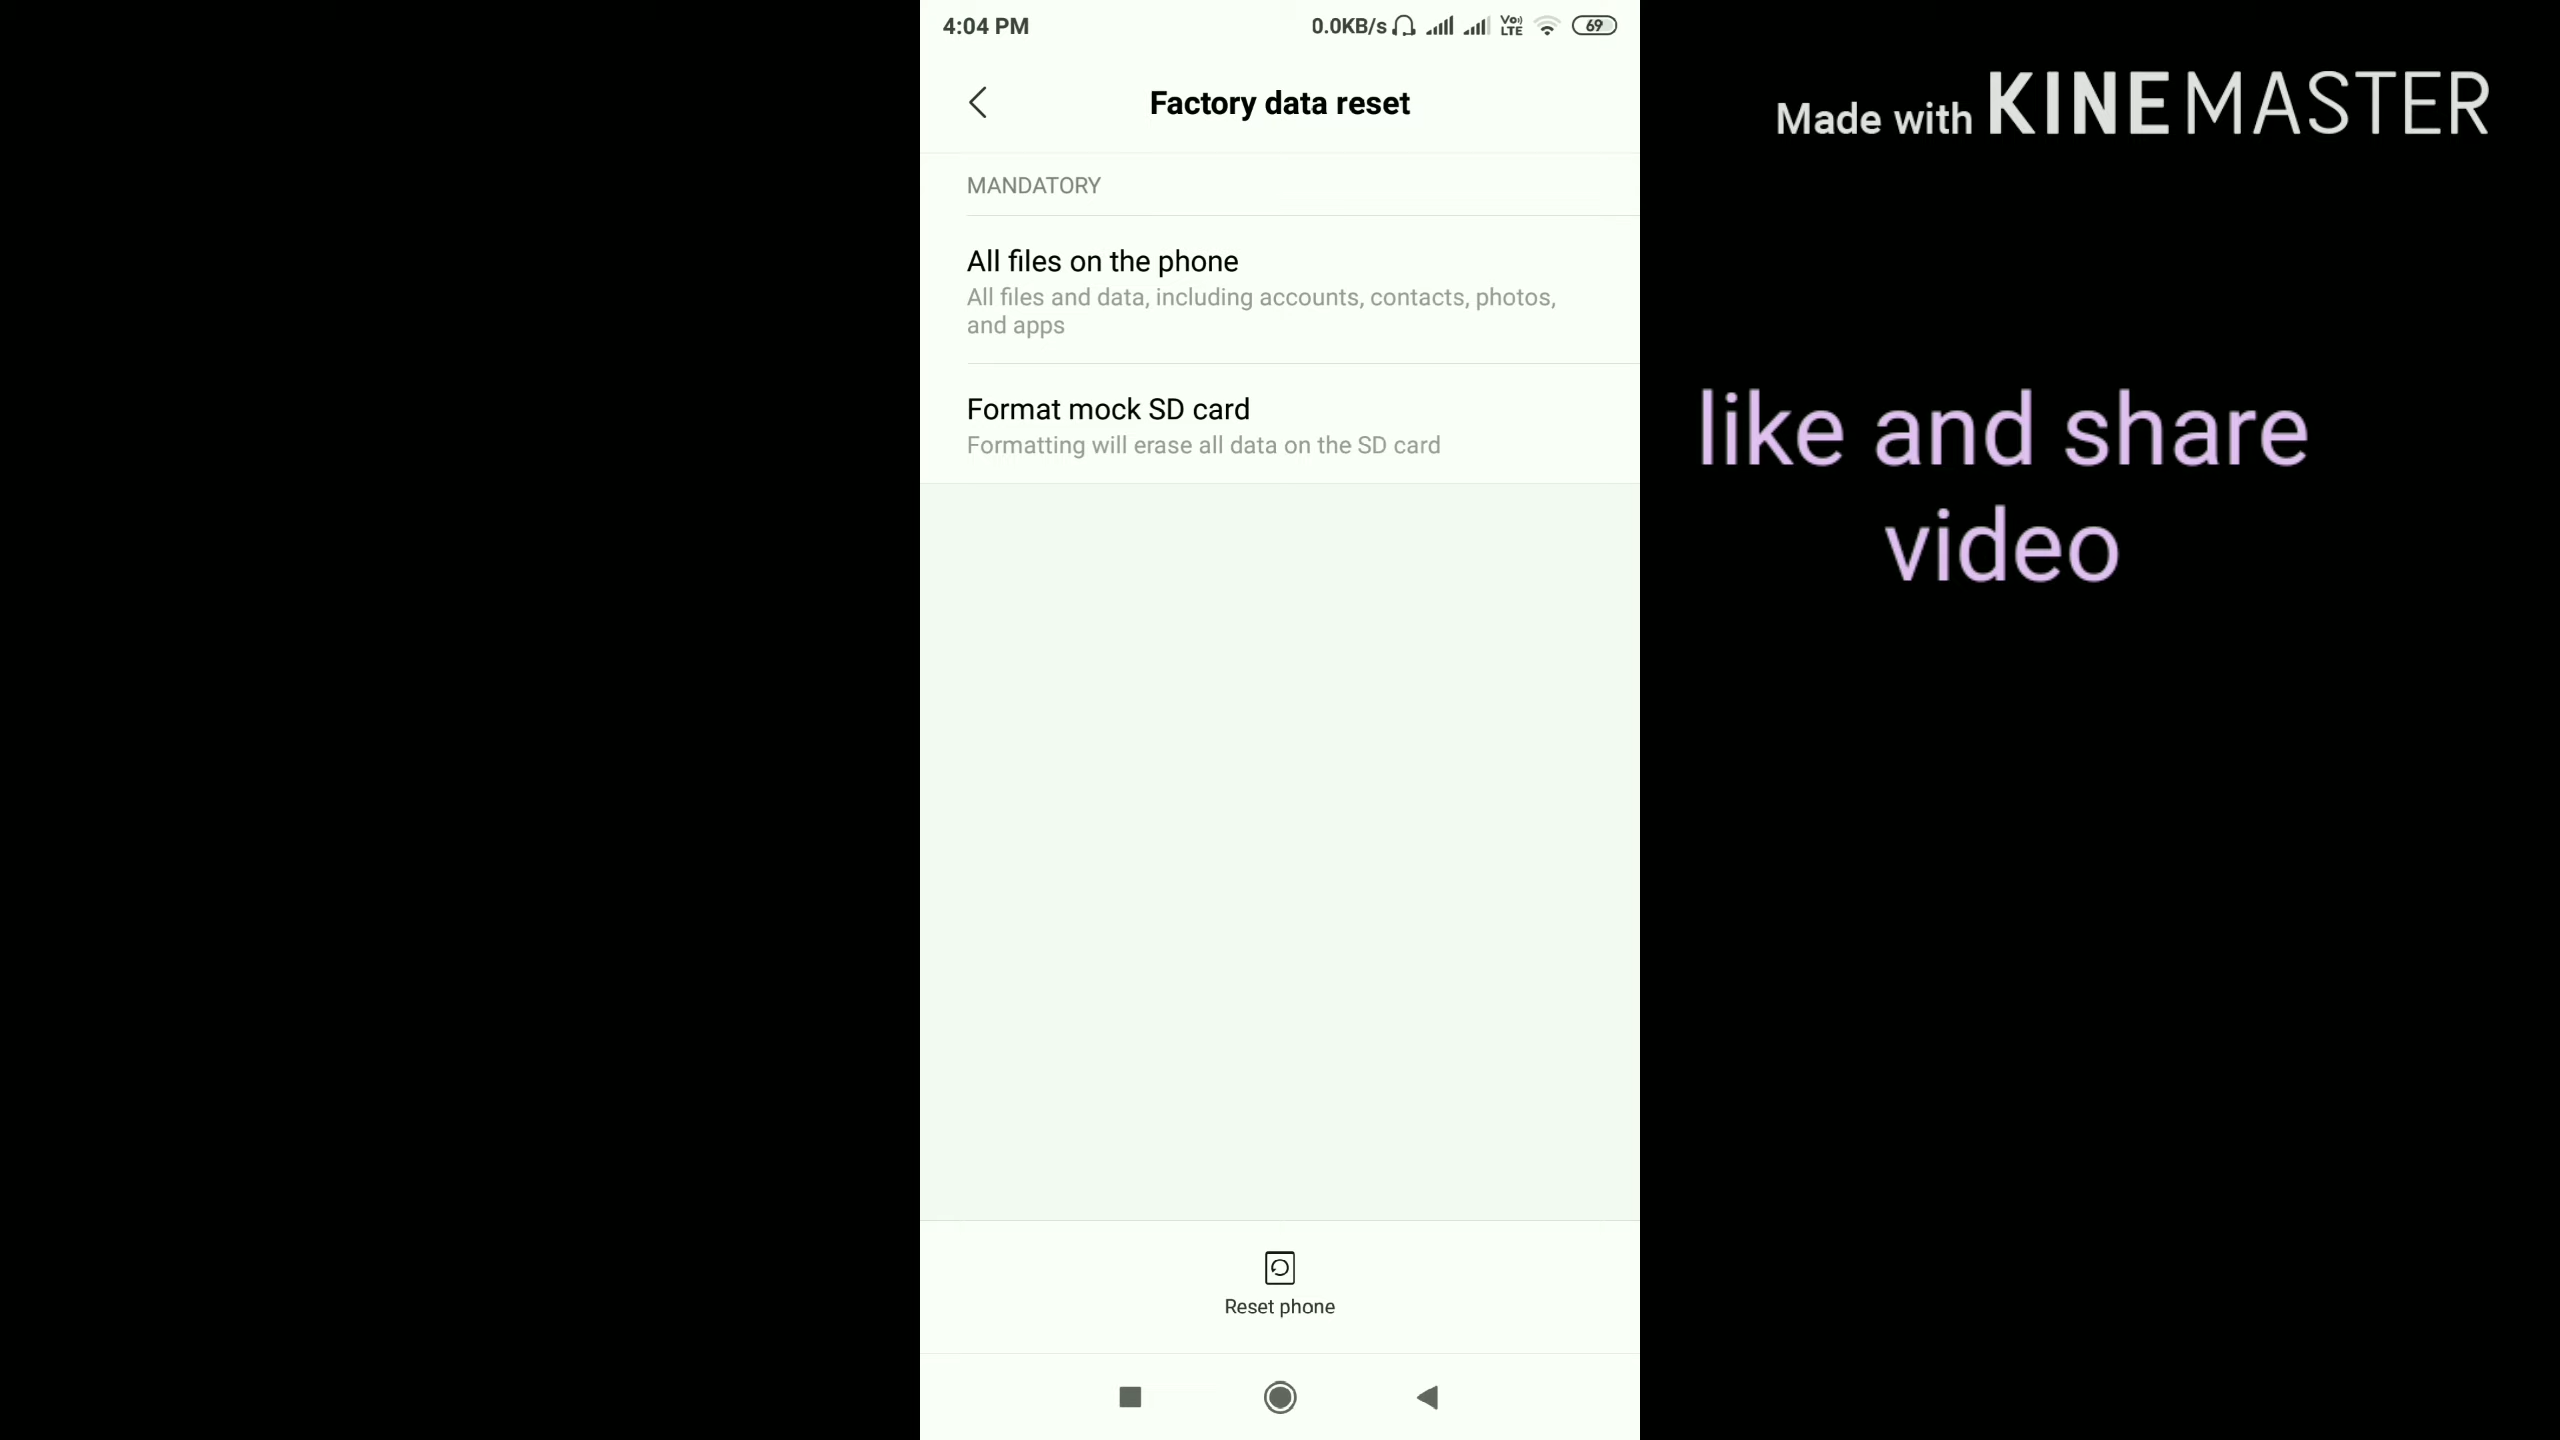 4:04 PM
0.0KB/s Vo) LTE 69
Factory data reset
Made with KINEMASTER
MANDATORY
All files on the phone
All files and data, including accounts, contacts, photos,
and apps
Format mock SD card
Formatting will erase all data on the SD card
like and share
video
Reset phone